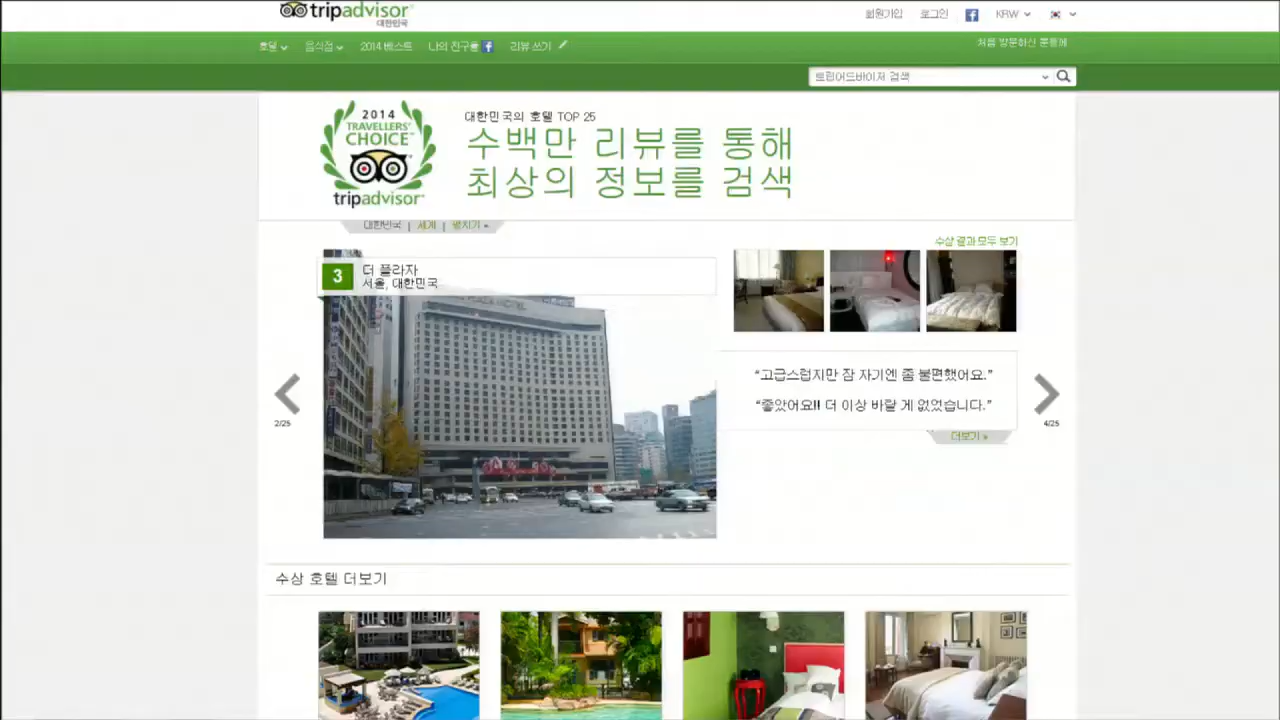 tripadvisor
대한민국
회원가입 로그인 KRW
호텔 음식점 2014 베스트 나의 친구들 리뷰 쓰기
처음 방문하신 분들께
트립어드바이저 검색
2014
TRAVELLERS'
CHOICE
tripadvisor
대한민국의 호텔 TOP 25
수백만 리뷰를 통해
최상의 정보를 검색
대한민국 | 세계 | 펼치기
수상 결과 모두 보기
3
더 플라자
서울, 대한민국
“고급스럽지만 잠 자기엔 좀 불편했어요.”
“좋았어요!! 더 이상 바랄 게 없었습니다.”
2/25
4/25
더보기 »
수상 호텔 더보기